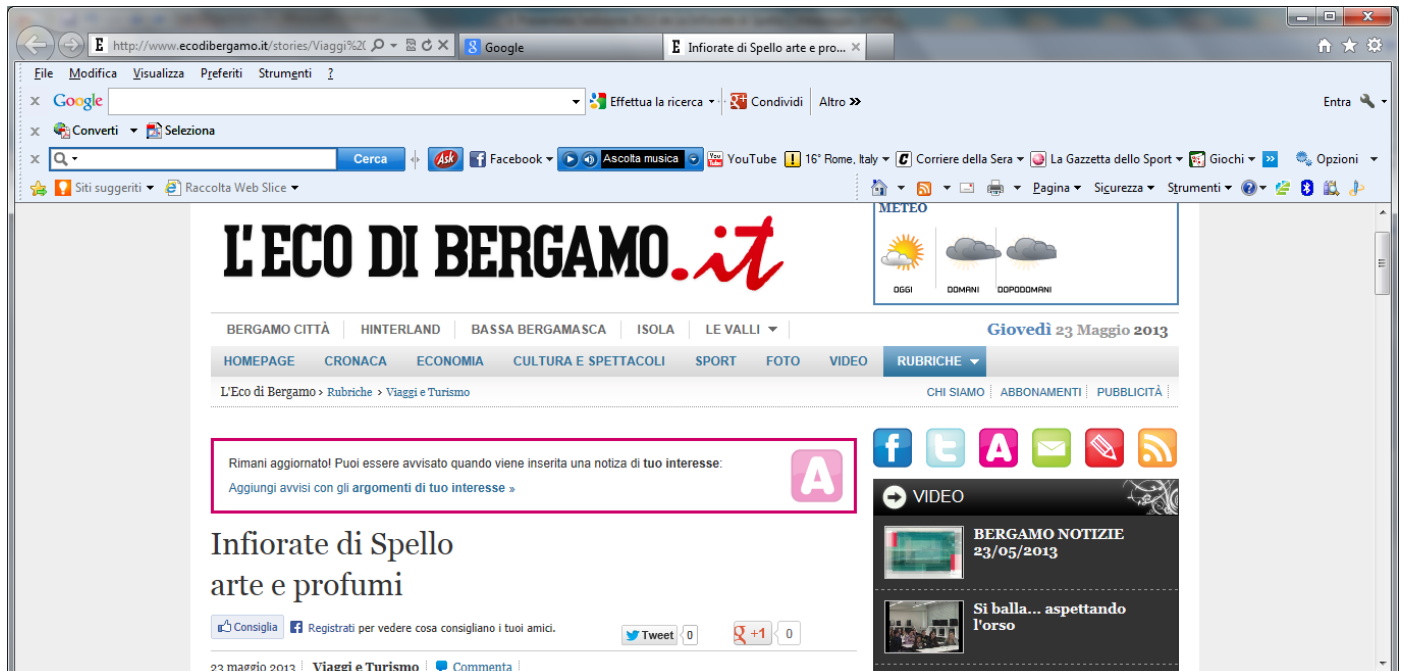 http://www.ecodibergamo.it/stories/Viaggi%20
Google
Infiorate di Spello arte e pro...
File Modifica Visualizza Preferiti Strumenti ?
Google
Effettua la ricerca
Condividi
Altro »
Entra
Converti
Seleziona
Cerca
Ask
Facebook
Ascolta musica
YouTube
16° Rome, Italy
Corriere della Sera
La Gazzetta dello Sport
Giochi
Opzioni
Siti suggeriti
Raccolta Web Slice
Pagina
Sicurezza
Strumenti
L'ECO DI BERGAMO.it
METEO
OGGI DOMANI DOPODOMANI
BERGAMO CITTÀ HINTERLAND BASSA BERGAMASCA ISOLA LE VALLI
Giovedì 23 Maggio 2013
HOMEPAGE CRONACA ECONOMIA CULTURA E SPETTACOLI SPORT FOTO VIDEO RUBRICHE
L'Eco di Bergamo › Rubriche › Viaggi e Turismo
CHI SIAMO ABBONAMENTI PUBBLICITÀ
Rimani aggiornato! Puoi essere avvisato quando viene inserita una notiza di tuo interesse:
Aggiungi avvisi con gli argomenti di tuo interesse »
A
f t A
VIDEO
BERGAMO NOTIZIE
23/05/2013
Infiorate di Spello
arte e profumi
Si balla... aspettando
l'orso
Consiglia
Registrati per vedere cosa consigliano i tuoi amici.
Tweet 0
+1 0
23 maggio 2013 Viaggi e Turismo Commenta